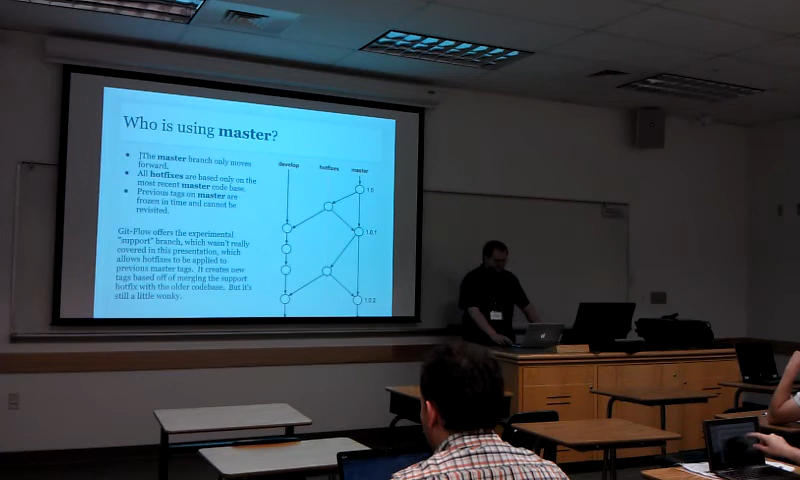 Who is using master?
The master branch only moves
forward.
All hotfixes are based only on the
most recent master code base.
Previous tags on master are
frozen in time and cannot be
revisited.
Git-Flow offers the experimental
"support" branch, which wasn't really
covered in this presentation, which
allows hotfixes to be applied to
previous master tags. It creates new
tags based off of merging the support
hotfix with the older codebase. But it's
still a little wonky.
develop hotfixes master
1.0
1.0.1
1.0.2